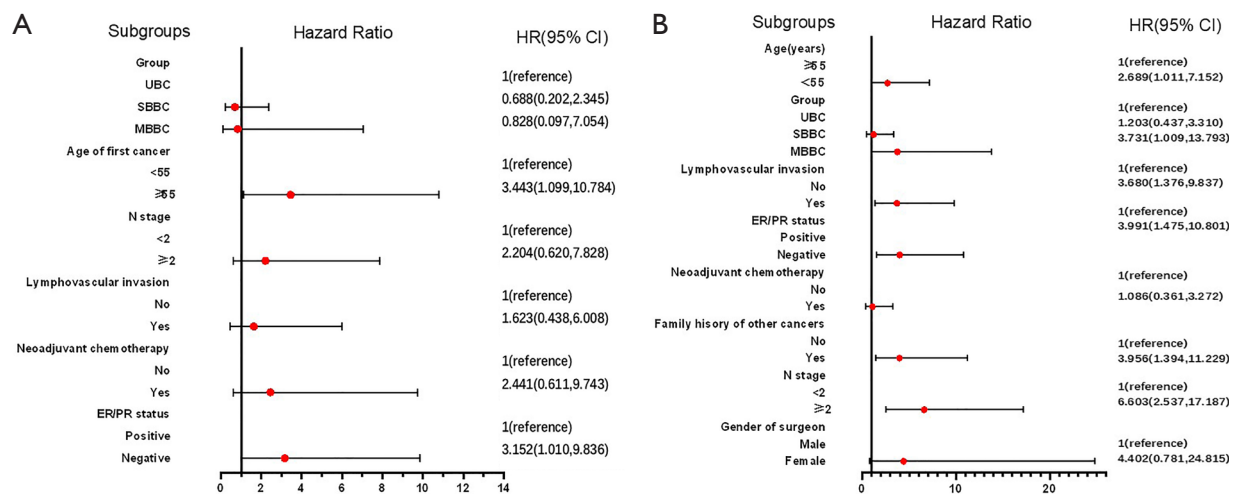 A
Subgroups Hazard Ratio HR(95% CI)
Group
UBC 1(reference)
SBBC 0.688(0.202,2.345)
MBBC 0.828(0.097,7.054)
Age of first cancer
<55 1(reference)
≥55 3.443(1.099,10.784)
N stage
<2 1(reference)
≥2 2.204(0.620,7.828)
Lymphovascular invasion
No 1(reference)
Yes 1.623(0.438,6.008)
Neoadjuvant chemotherapy
No 1(reference)
Yes 2.441(0.611,9.743)
ER/PR status
Positive 1(reference)
Negative 3.152(1.010,9.836)
0 2 4 6 8 10 12 14
B
Subgroups Hazard Ratio HR(95% CI)
Age(years)
≥55 1(reference)
<55 2.689(1.011,7.152)
Group
UBC 1(reference)
SBBC 1.203(0.437,3.310)
MBBC 3.731(1.009,13.793)
Lymphovascular invasion
No 1(reference)
Yes 3.680(1.376,9.837)
ER/PR status
Positive 1(reference)
Negative 3.991(1.475,10.801)
Neoadjuvant chemotherapy
No 1(reference)
Yes 1.086(0.361,3.272)
Family hisory of other cancers
No 1(reference)
Yes 3.956(1.394,11.229)
N stage
<2 1(reference)
≥2 6.603(2.537,17.187)
Gender of surgeon
Male 1(reference)
Female 4.402(0.781,24.815)
0 10 20